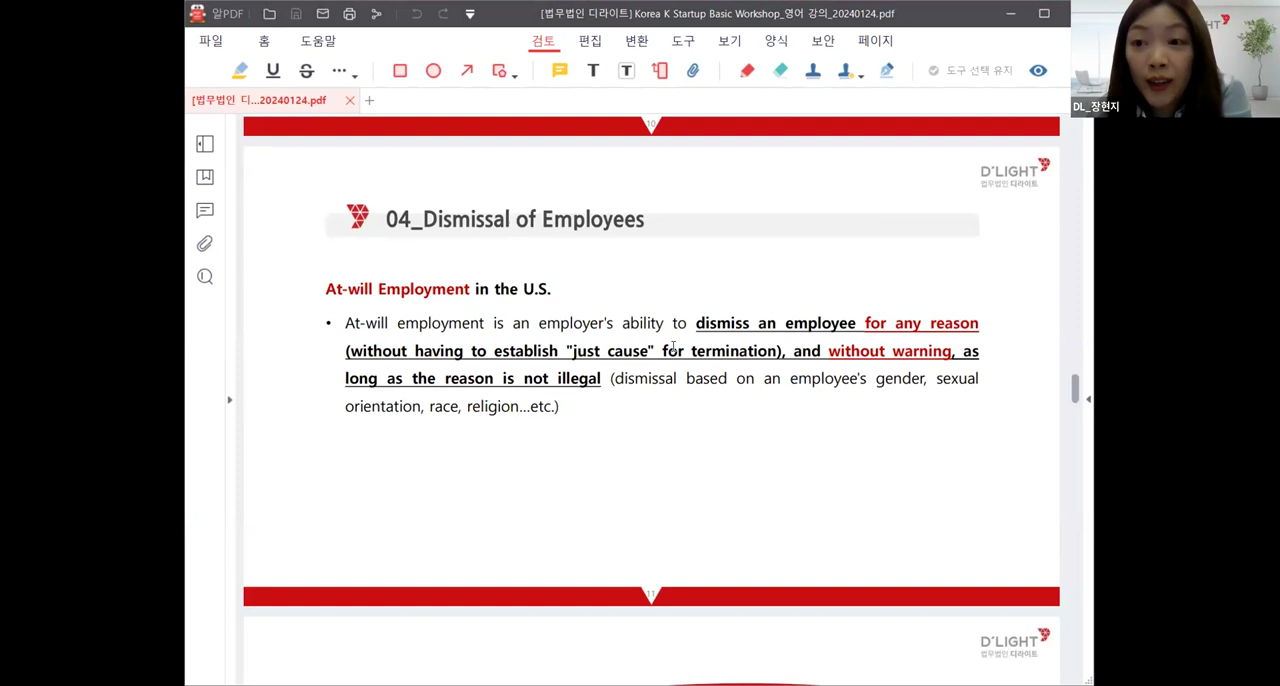 알PDF
[법무법인 디라이트] Korea K Startup Basic Workshop_영어 강의_20240124.pdf
파일 홈 도움말 검토 편집 변환 도구 보기 양식 보안 페이지
도구 선택 유지
[법무법인 디...20240124.pdf
DL_장현지
10
D'LIGHT
법무법인 디라이트
04_Dismissal of Employees
At-will Employment in the U.S.
• At-will employment is an employer's ability to dismiss an employee for any reason
(without having to establish "just cause" for termination), and without warning, as
long as the reason is not illegal (dismissal based on an employee's gender, sexual
orientation, race, religion...etc.)
11
D'LIGHT
법무법인 디라이트